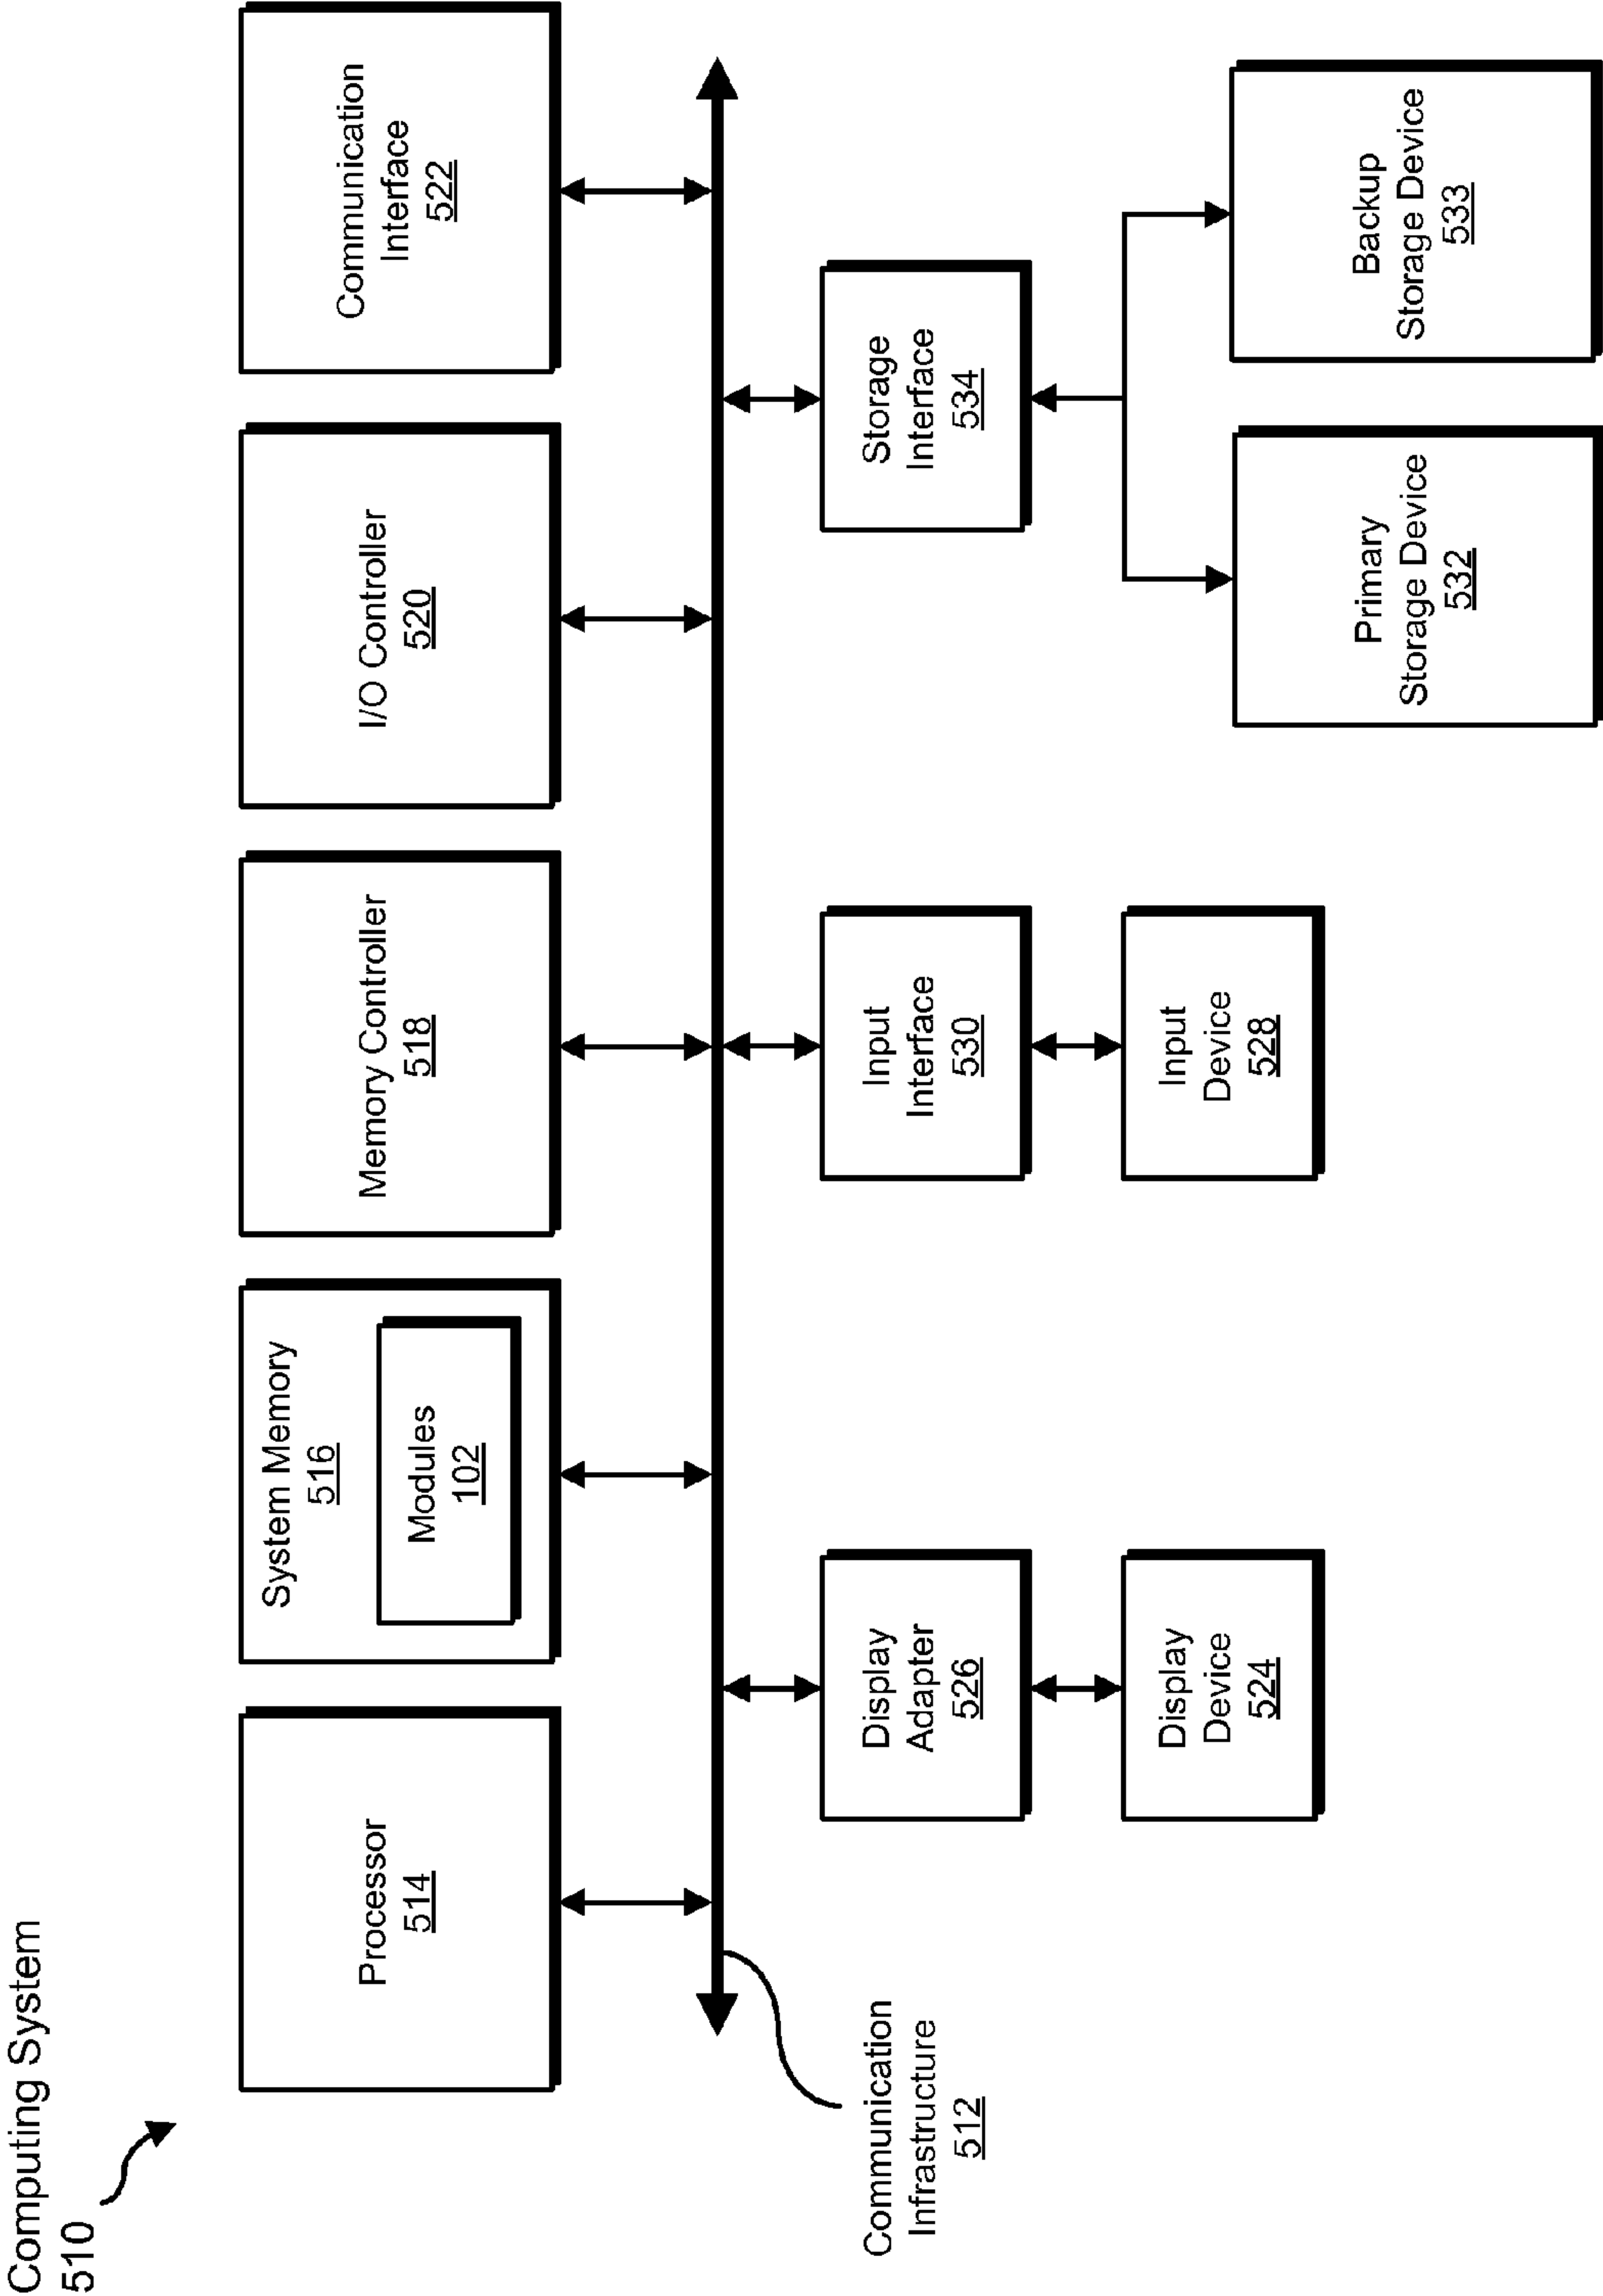 Computing System
510
Processor
514
System Memory
516
Modules
102
Memory Controller
518
I/O Controller
520
Communication
Interface
522
Communication
Infrastructure
512
Display
Adapter
526
Input
Interface
530
Storage
Interface
534
Display
Device
524
Input
Device
528
Primary
Storage Device
532
Backup
Storage Device
533